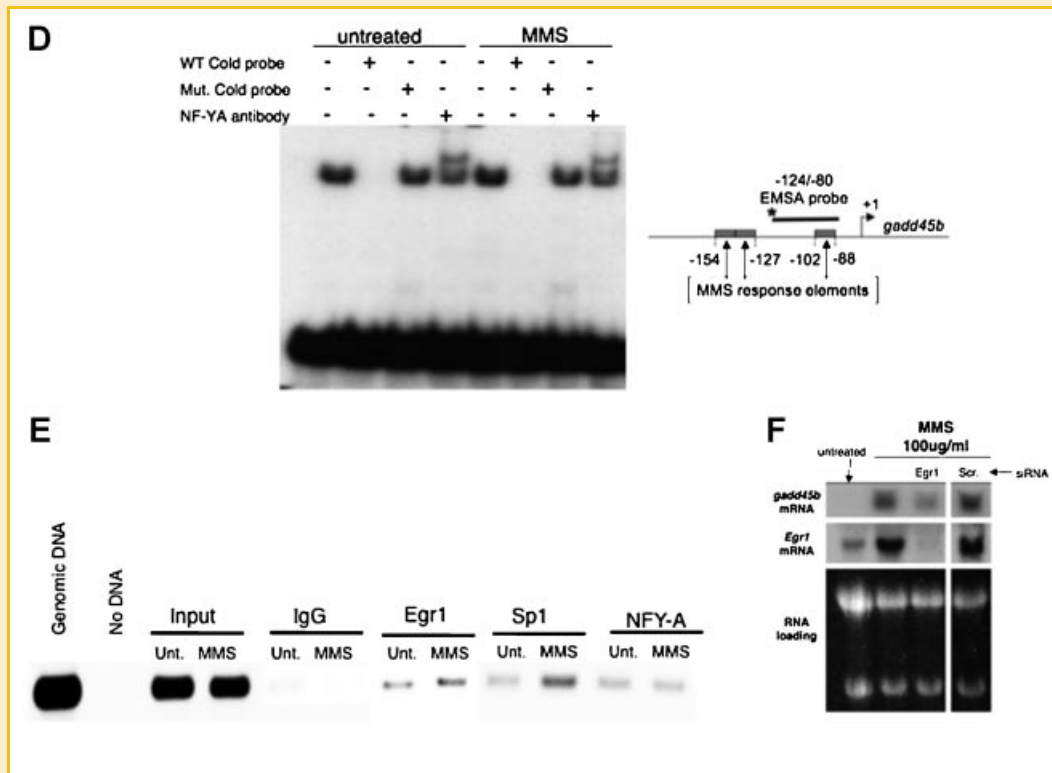 D
untreated MMS
WT Cold probe - + - - - + - -
Mut. Cold probe - - + - - - + -
NF-YA antibody - - - + - - - +
-124/-80
EMSA probe
*
+1
gadd45b
-154 -127 -102 -88
[ MMS response elements ]
E
Genomic DNA
No DNA
Input IgG Egr1 Sp1 NFY-A
Unt. MMS Unt. MMS Unt. MMS Unt. MMS Unt. MMS
F
MMS
100ug/ml
untreated
Egr1 Scr. ← siRNA
gadd45b
mRNA
Egr1
mRNA
RNA
loading